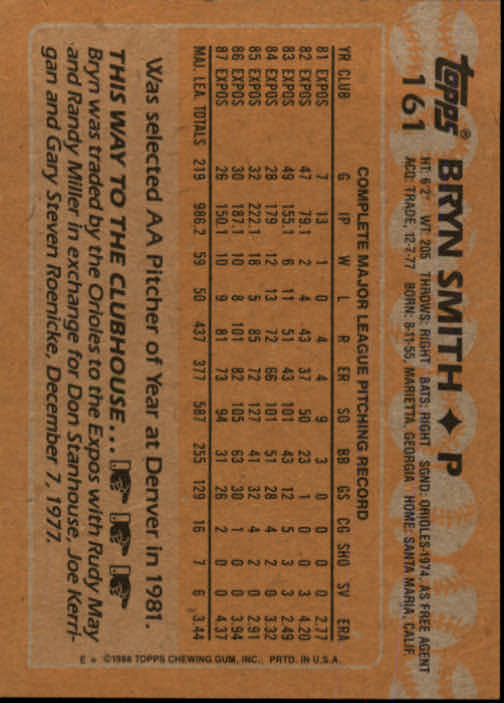 topps®
161
BRYN SMITH ♦ P
HT: 6'2" WT: 205 THROWS: RIGHT BATS: RIGHT SGND: ORIOLES-1974, AS FREE AGENT
ACQ: TRADE, 12-7-77 BORN: 8-11-55, MARIETTA, GEORGIA HOME: SANTA MARIA, CALIF.
COMPLETE MAJOR LEAGUE PITCHING RECORD
YR CLUB G IP W L R ER SO BB GS CG SHO SV ERA
81 EXPOS 7 13 1 0 4 4 9 3 0 0 0 0 2.77
82 EXPOS 47 79.1 2 4 43 37 50 23 1 0 0 3 4.20
83 EXPOS 49 155.1 6 11 51 43 101 43 12 5 3 3 2.49
84 EXPOS 28 179 12 13 72 66 101 51 28 4 2 0 3.32
85 EXPOS 32 222.1 18 5 85 72 127 41 32 4 2 0 2.91
86 EXPOS 30 187.1 10 8 101 82 105 63 30 1 0 0 3.94
87 EXPOS 26 150.1 10 9 81 73 94 31 26 2 0 0 4.37
MAJ. LEA. TOTALS 219 986.2 59 50 437 377 587 255 129 16 7 6 3.44
Was selected AA Pitcher of Year at Denver in 1981.
THIS WAY TO THE CLUBHOUSE...
Bryn was traded by the Orioles to the Expos with Rudy May
and Randy Miller in exchange for Don Stanhouse, Joe Kerri-
gan and Gary Steven Roenicke, December 7, 1977.
E * ©1988 TOPPS CHEWING GUM, INC., PRTD. IN U.S.A.